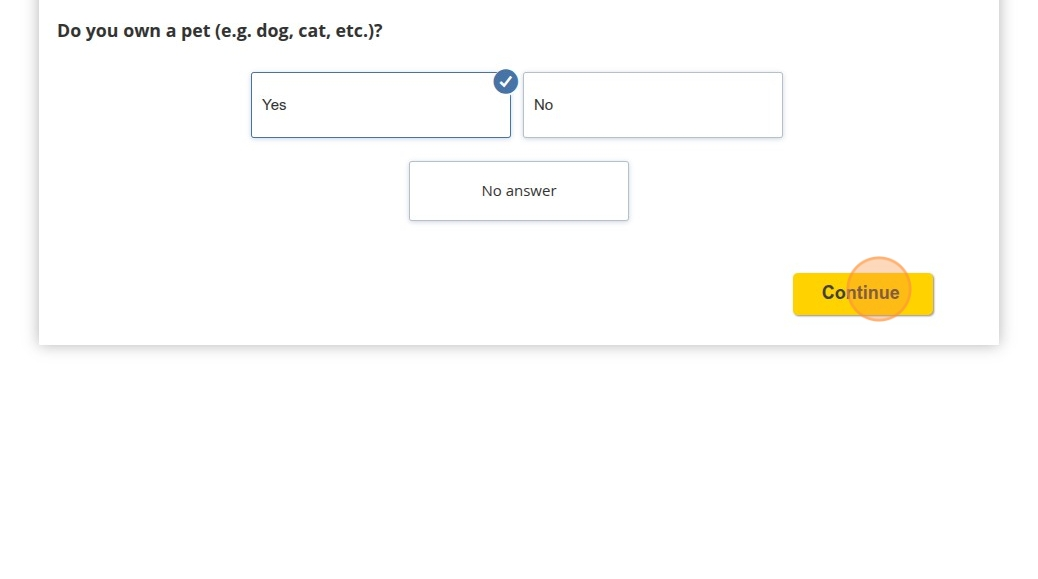 Do you own a pet (e.g. dog, cat, etc.)?
Yes
No
No answer
Continue